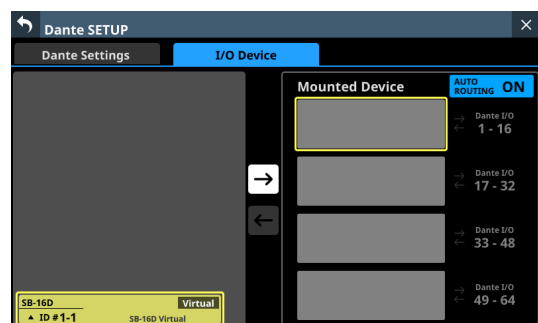 Dante SETUP
Dante Settings
I/O Device
Mounted Device
AUTO ROUTING ON
Dante I/O
1 - 16
Dante I/O
17 - 32
Dante I/O
33 - 48
Dante I/O
49 - 64
SB-16D
Virtual
ID # 1-1
SB-16D Virtual